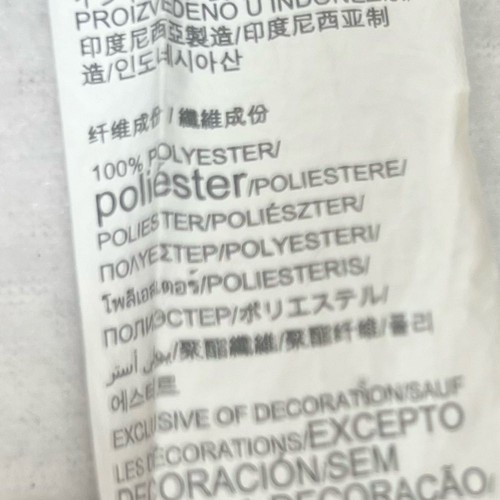 PROIZVEDENO U INDONEZIJI/
印度尼西亞製造/印度尼西亚制
造/인도네시아산
纤维成份 / 纖維成份
100% POLYESTER/
poliéster/POLIESTERE/
POLIESTER/POLIÉSZTER/
ΠΟΛΥΕΣΤΕΡ/POLYESTERI/
โพลีเอสเตอร์/POLIESTERIS/
ПОЛИЭСТЕР/ポリエステル/
بولي أستر/聚酯纖維/聚酯纤维/폴리
에스테르
EXCLUSIVE OF DECORATION/SAUF
LES DÉCORATIONS/EXCEPTO
DECORACIÓN/SEM
DECORAÇÃO/